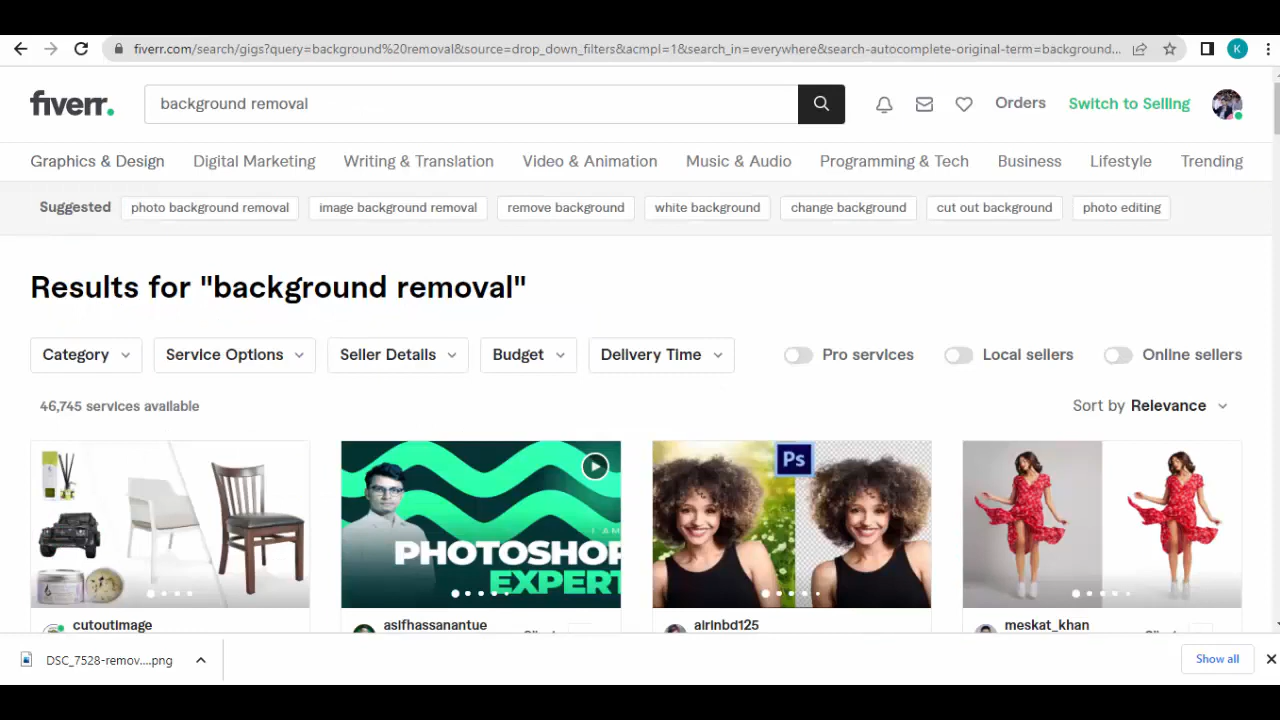 fiverr.com/search/gigs?query=background%20removal&source=drop_down_filters&acmpl=1&search_in=everywhere&search-autocomplete-original-term=background...
K
fiverr.
background removal
Orders
Switch to Selling
Graphics & Design
Digital Marketing
Writing & Translation
Video & Animation
Music & Audio
Programming & Tech
Business
Lifestyle
Trending
Suggested
photo background removal
image background removal
remove background
white background
change background
cut out background
photo editing
Results for "background removal"
Category
Service Options
Seller Details
Budget
Delivery Time
Pro services
Local sellers
Online sellers
46,745 services available
Sort by Relevance
I AM
PHOTOSHOP
EXPERT
Ps
cutoutimage
asifhassanantue
airinbd125
meskat_khan
DSC_7528-remov....png
Show all